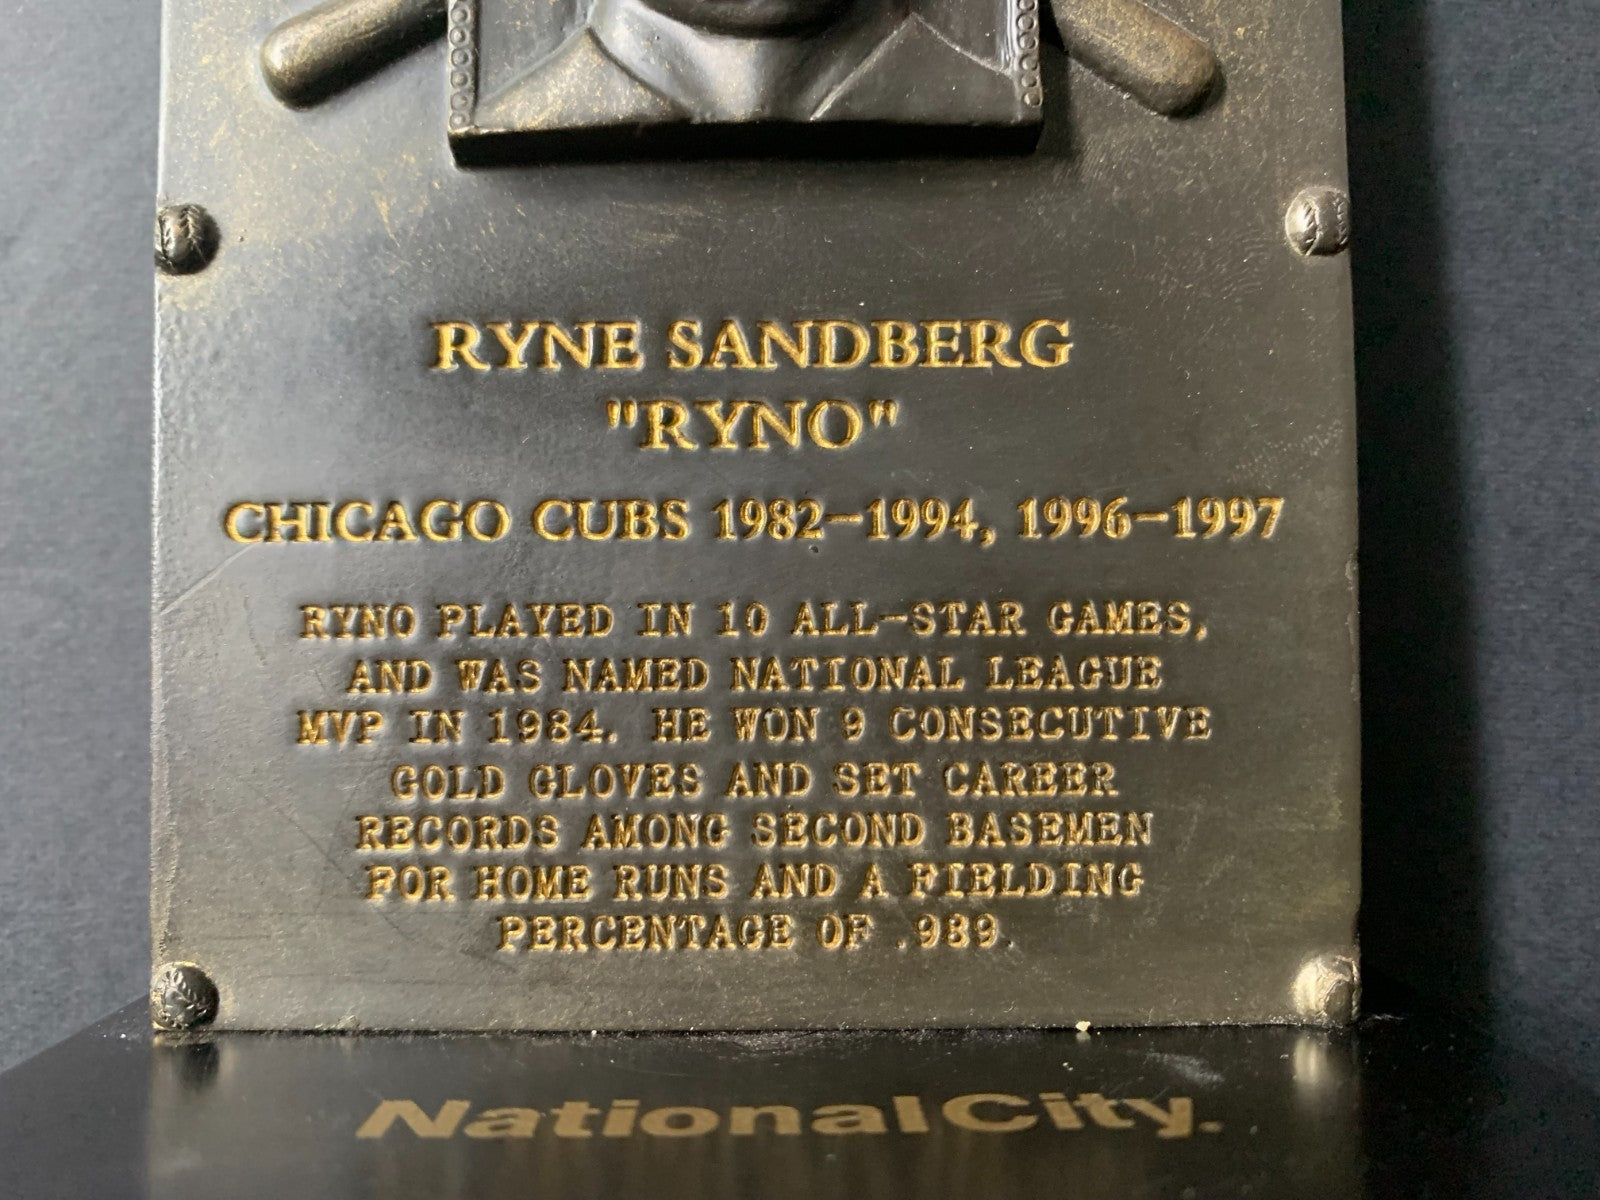 RYNE SANDBERG
"RYNO"
CHICAGO CUBS 1982-1994, 1996-1997
RYNO PLAYED IN 10 ALL-STAR GAMES,
AND WAS NAMED NATIONAL LEAGUE
MVP IN 1984. HE WON 9 CONSECUTIVE
GOLD GLOVES AND SET CAREER
RECORDS AMONG SECOND BASEMEN
FOR HOME RUNS AND A FIELDING
PERCENTAGE OF .989.
National City.